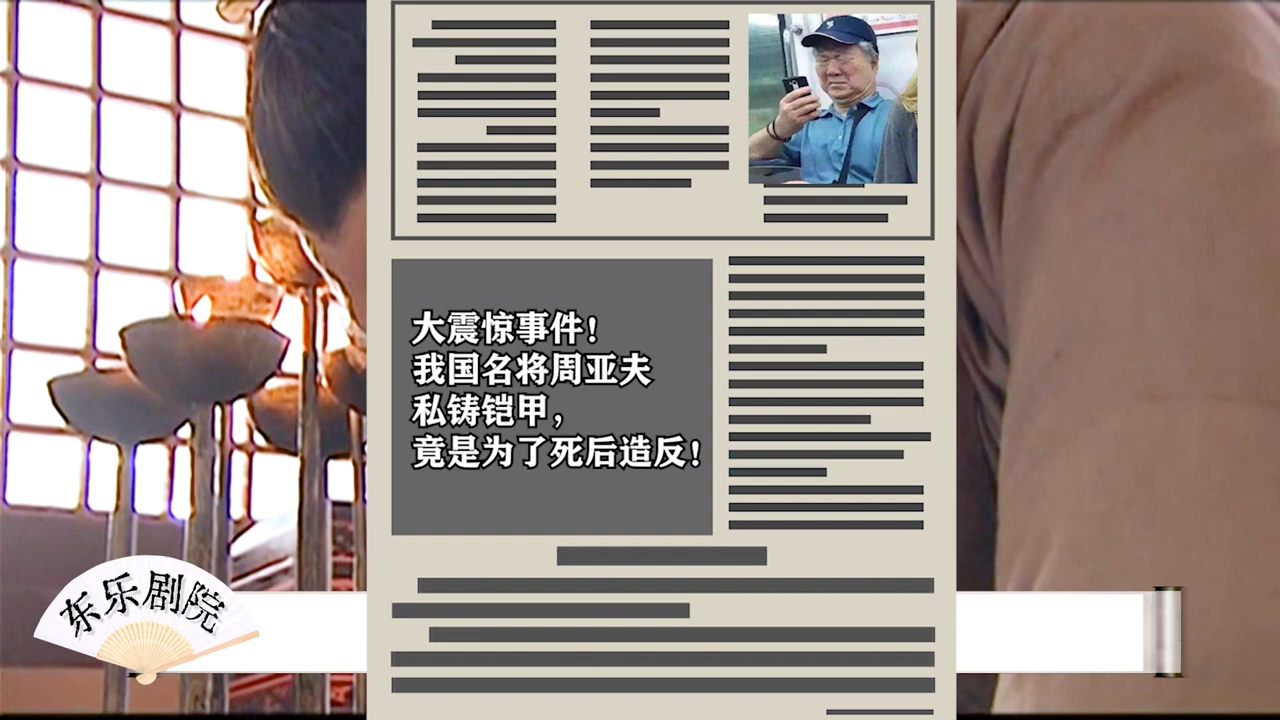 大震惊事件！
我国名将周亚夫
私铸铠甲，
竟是为了死后造反！
东乐剧院